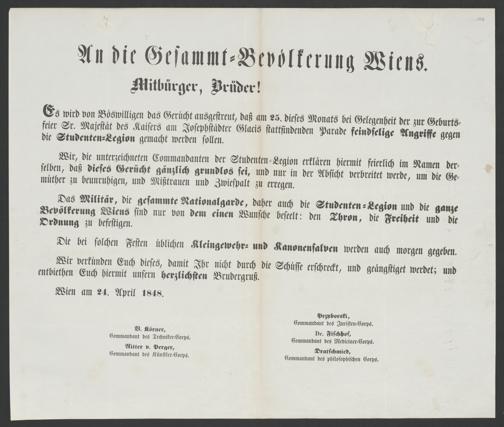 An die Gesammt-Bevölkerung Wiens.
Mitbürger, Brüder!
Es wird von Böswilligen das Gerücht ausgestreut, daß am 25. dieses Monats bei Gelegenheit der zur Geburts-
feier Sr. Majestät des Kaisers am Josephstädter Glacis stattfindenden Parade feindselige Angriffe gegen
die Studenten-Legion gemacht werden sollen.
Wir, die unterzeichneten Commandanten der Studenten-Legion erklären hiermit feierlich im Namen der-
selben, daß dieses Gerücht gänzlich grundlos sei, und nur in der Absicht verbreitet werde, um die Ge-
müther zu beunruhigen, und Mißtrauen und Zwiespalt zu erregen.
Das Militär, die gesammte Nationalgarde, daher auch die Studenten-Legion und die ganze
Bevölkerung Wiens sind nur von dem einen Wunsche beseelt: den Thron, die Freiheit und die
Ordnung zu befestigen.
Die bei solchen Festen üblichen Kleingewehr- und Kanonensalven werden auch morgen gegeben.
Wir verkünden Euch dieses, damit Ihr nicht durch die Schüsse erschreckt, und geängstiget werdet; und
entbiethen Euch hiermit unsern herzlichsten Brudergruß.
Wien am 24. April 1848.
B. Körner,
Commandant des Techniker-Corps.
Ritter v. Perger,
Commandant des Künstler-Corps.
Przyborski,
Commandant des Juristen-Corps.
Dr. Fischhof,
Commandant des Mediciner-Corps.
Dratschmied,
Commandant des philosophischen Corps.